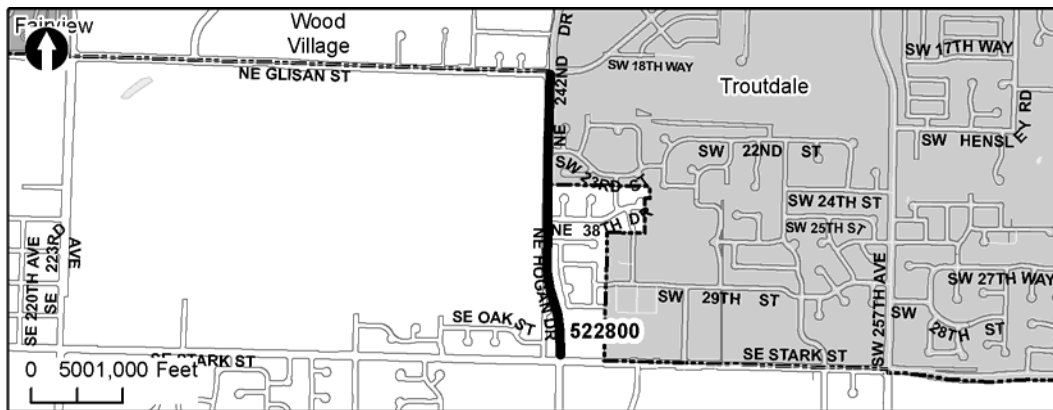 Fairview
Wood
Village
NE GLISAN ST
NE 242ND DR
SW 18TH WAY
SW 17TH WAY
Troutdale
SW HENSLEY RD
SW 22ND ST
SW 23RD ST
SW 24TH ST
NE 38TH DR
SW 25TH ST
SE 220TH AVE
SE 223RD AVE
NE HOGAN DR
SW 257TH AVE
SW 27TH WAY
SW 29TH ST
SW 28TH ST
SE OAK ST
522800
SE STARK ST
SE STARK ST
0 5001,000 Feet